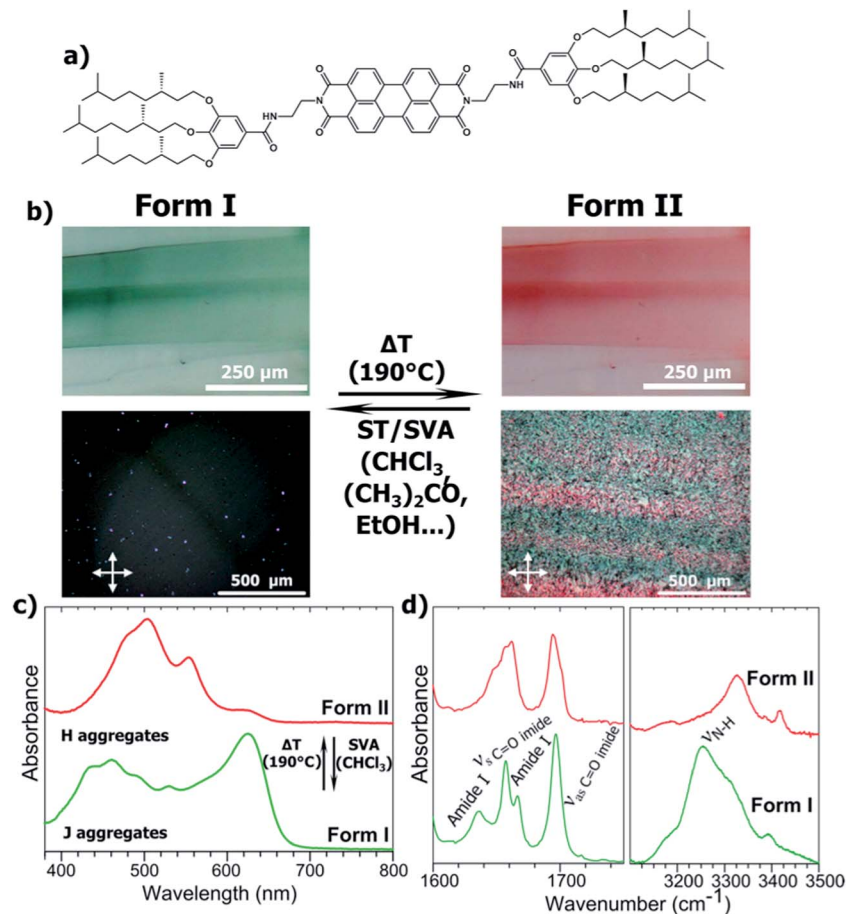 a)
O
O
O
N
H
O
N
O
O
O
O
N
O
NH
O
O
O
O
b)
Form I
Form II
250 µm
ΔT
(190°C)
250 µm
ST/SVA
(CHCl3,
(CH3)2CO,
EtOH...)
500 µm
500 µm
c)
Absorbance
Form II
H aggregates
ΔT
(190°C)
SVA
(CHCl3)
J aggregates
Form I
400 500 600 700 800
Wavelength (nm)
d)
Absorbance
Amide I
νs C=O imide
Amide I
νas C=O imide
Form II
νN-H
Form I
1600 1700 3200 3300 3400 3500
Wavenumber (cm-1)